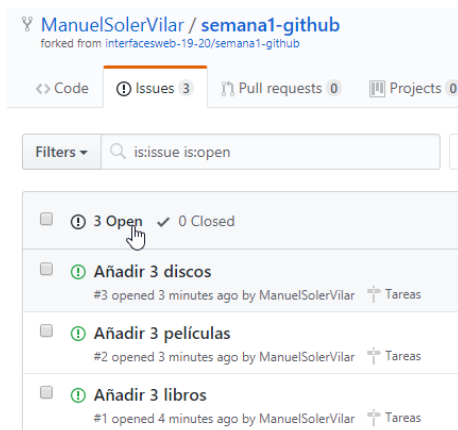 ManuelSolerVilar / semana1-github
forked from interfacesweb-19-20/semana1-github
Code Issues 3 Pull requests 0 Projects 0
Filters is:issue is:open
3 Open 0 Closed
Añadir 3 discos
#3 opened 3 minutes ago by ManuelSolerVilar Tareas
Añadir 3 películas
#2 opened 3 minutes ago by ManuelSolerVilar Tareas
Añadir 3 libros
#1 opened 4 minutes ago by ManuelSolerVilar Tareas